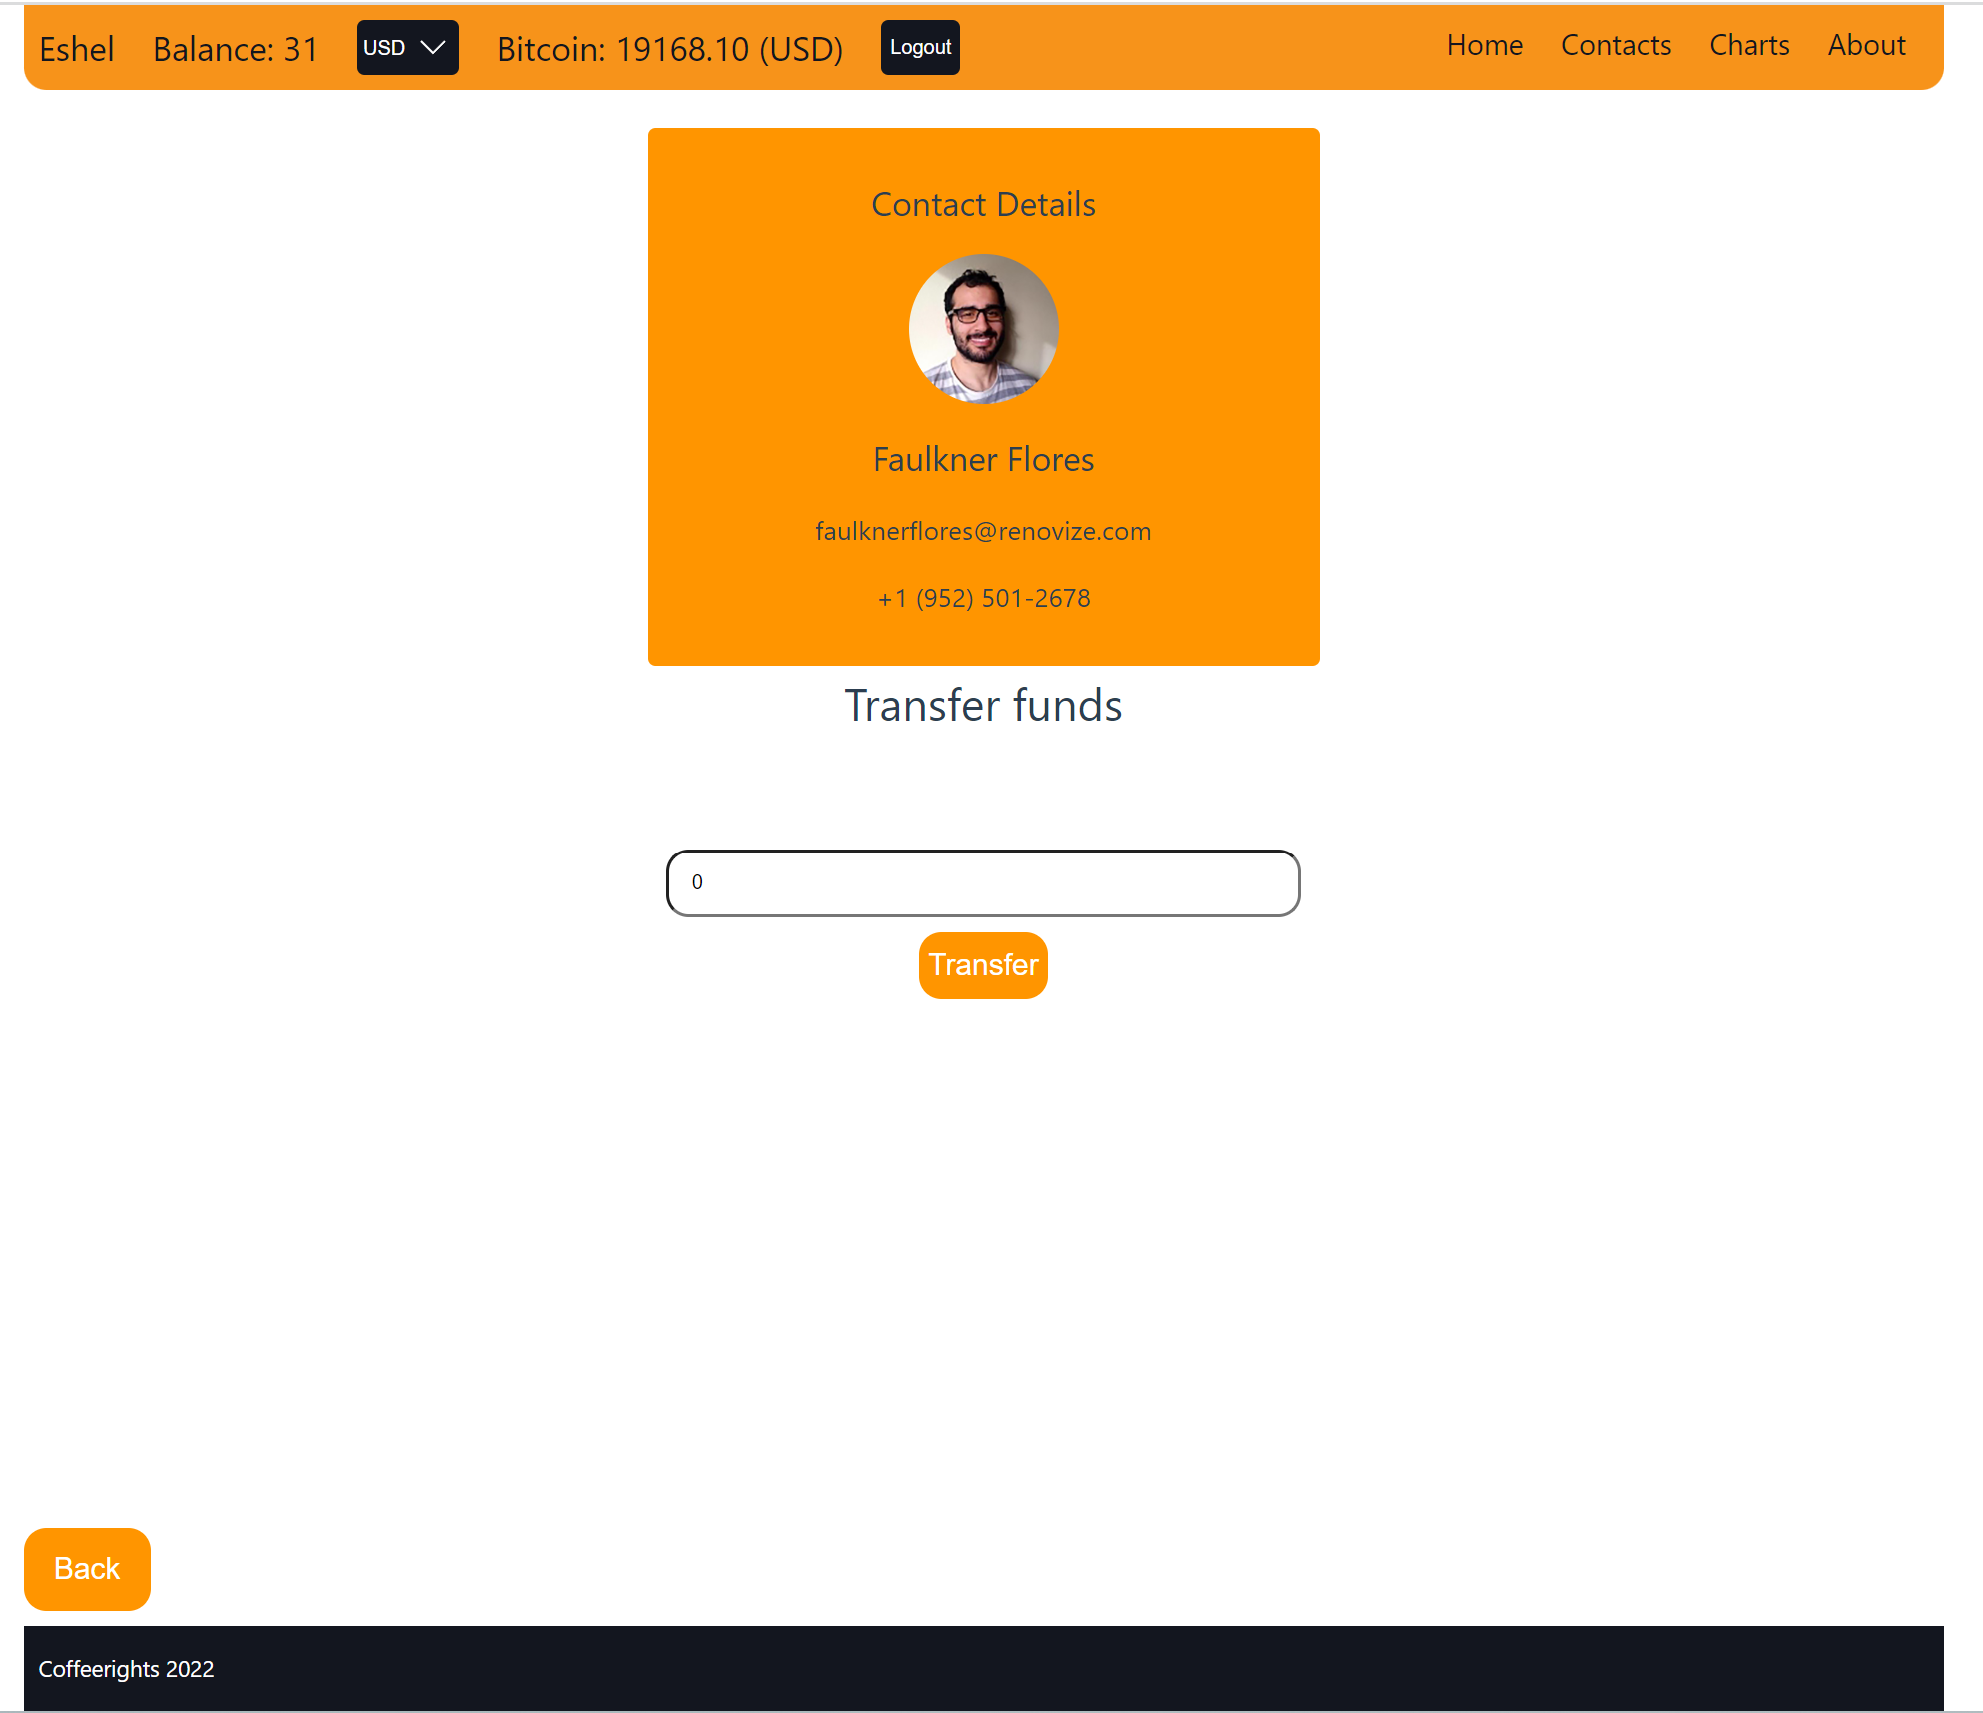 Eshel Balance: 31 USD Bitcoin: 19168.10 (USD) Logout Home Contacts Charts About
Contact Details
Faulkner Flores
faulknerflores@renovize.com
+1 (952) 501-2678
Transfer funds
0
Transfer
Back
Coffeerights 2022